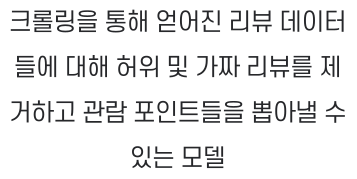 크롤링을 통해 얻어진 리뷰 데이터
들에 대해 허위 및 가짜 리뷰를 제
거하고 관람 포인트들을 뽑아낼 수
있는 모델